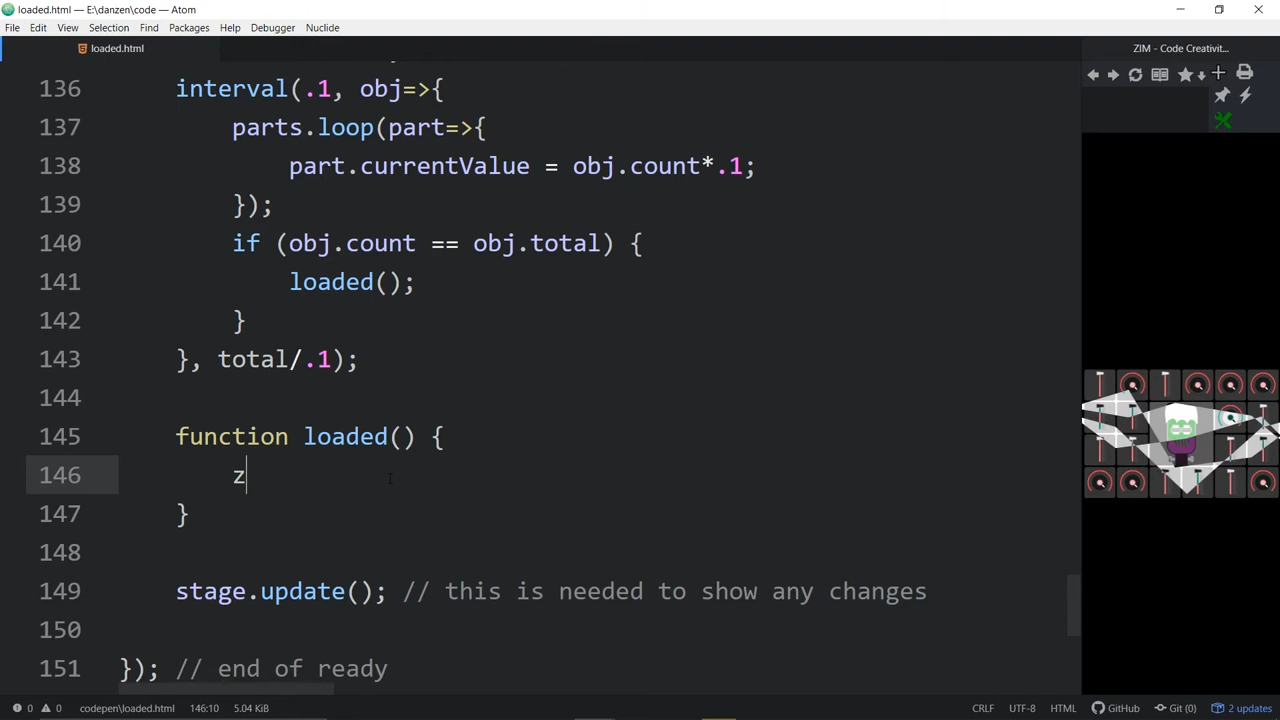 loaded.html — E:\danzen\code — Atom
File Edit View Selection Find Packages Help Debugger Nuclide
loaded.html
ZIM - Code Creativit...
136 interval(.1, obj=>{
137 parts.loop(part=>{
138 part.currentValue = obj.count*.1;
139 });
140 if (obj.count == obj.total) {
141 loaded();
142 }
143 }, total/.1);
144
145 function loaded() {
146 z
147 }
148
149 stage.update(); // this is needed to show any changes
150
151 }); // end of ready
0 0 codepen\loaded.html 146:10 5.04 KiB CRLF UTF-8 HTML GitHub Git (0) 2 updates